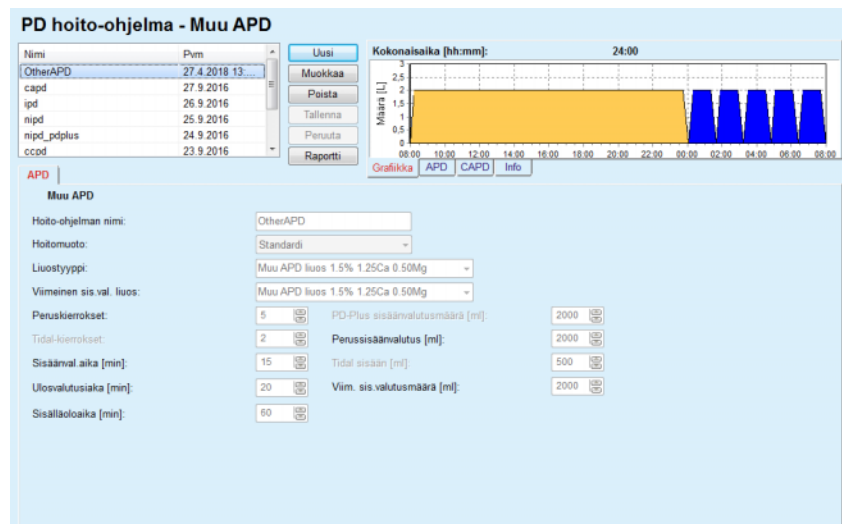 PD hoito-ohjelma - Muu APD
Nimi Pvm
OtherAPD 27.4.2018 13:...
capd 27.9.2016
ipd 26.9.2016
nipd 25.9.2016
nipd_pdplus 24.9.2016
ccpd 23.9.2016
Uusi
Muokkaa
Poista
Tallenna
Peruuta
Raportti
Kokonaisaika [hh:mm]: 24:00
Määrä [L]
3
2,5
2
1,5
1
0,5
0
08:00 10:00 12:00 14:00 16:00 18:00 20:00 22:00 00:00 02:00 04:00 06:00 08:00
Grafiikka APD CAPD Info
APD
Muu APD
Hoito-ohjelman nimi: OtherAPD
Hoitomuoto: Standardi
Liuostyyppi: Muu APD liuos 1.5% 1.25Ca 0.50Mg
Viimeinen sis.val. liuos: Muu APD liuos 1.5% 1.25Ca 0.50Mg
Peruskierrokset: 5 PD-Plus sisäänvalutusmäärä [ml]: 2000
Tidal-kierrokset: 2 Perussisäänvalutus [ml]: 2000
Sisäänval.aika [min]: 15 Tidal sisään [ml]: 500
Ulosvalutusiaka [min]: 20 Viim. sis.valutusmäärä [ml]: 2000
Sisälläoloaika [min]: 60